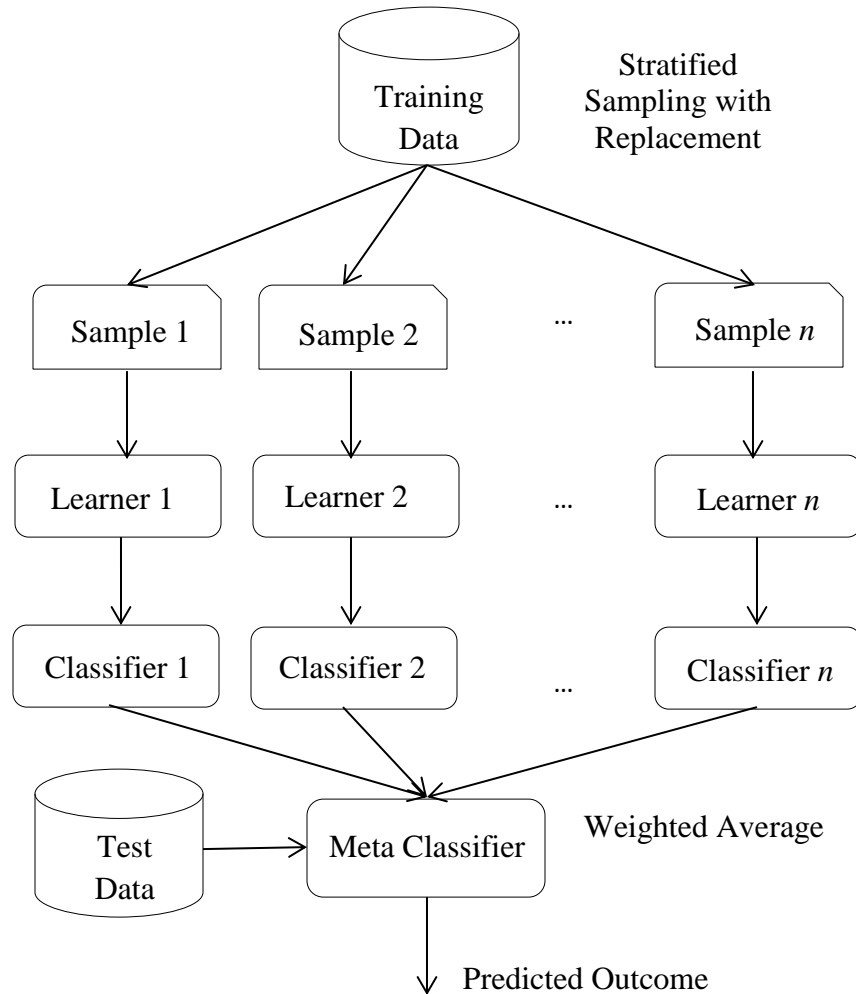 Training
Data
Stratified
Sampling with
Replacement
Sample 1
Sample 2
...
Sample n
Learner 1
Learner 2
...
Learner n
Classifier 1
Classifier 2
...
Classifier n
Test
Data
Meta Classifier
Weighted Average
Predicted Outcome